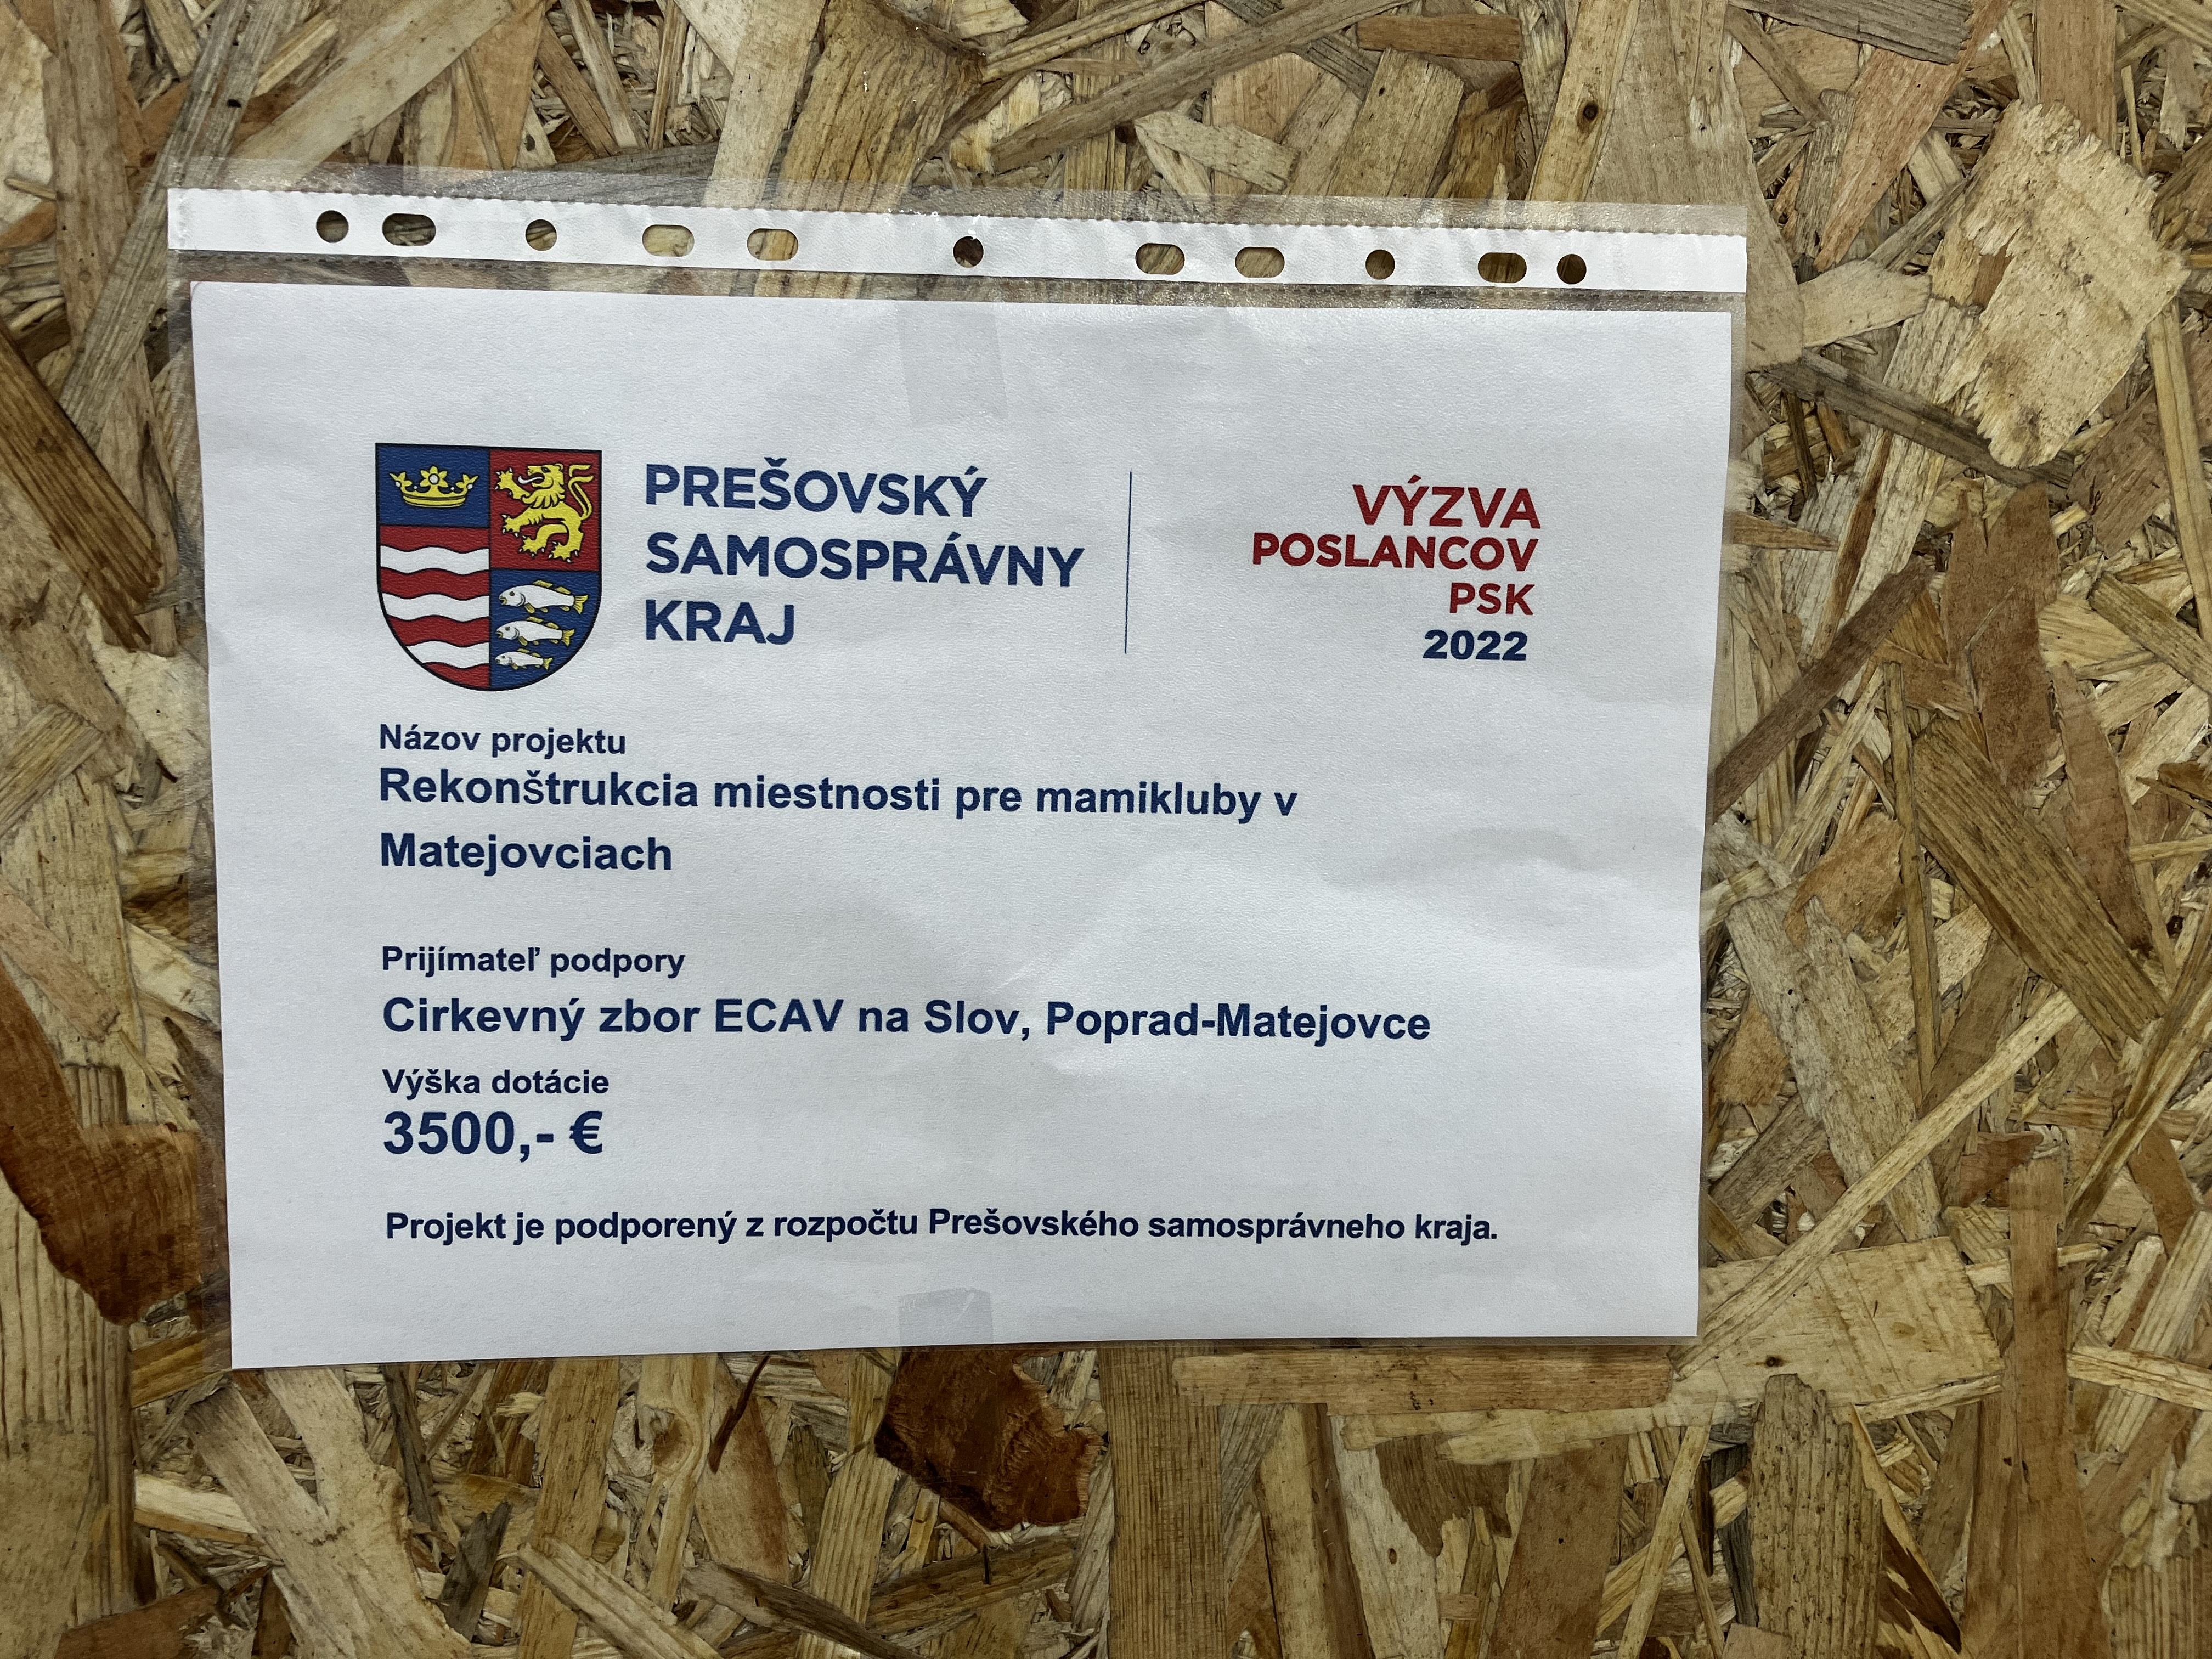 PREŠOVSKÝ
SAMOSPRÁVNY
KRAJ
VÝZVA
POSLANCOV
PSK
2022
Názov projektu
Rekonštrukcia miestnosti pre mamikluby v
Matejovciach
Prijímateľ podpory
Cirkevný zbor ECAV na Slov, Poprad-Matejovce
Výška dotácie
3500,- €
Projekt je podporený z rozpočtu Prešovského samosprávneho kraja.